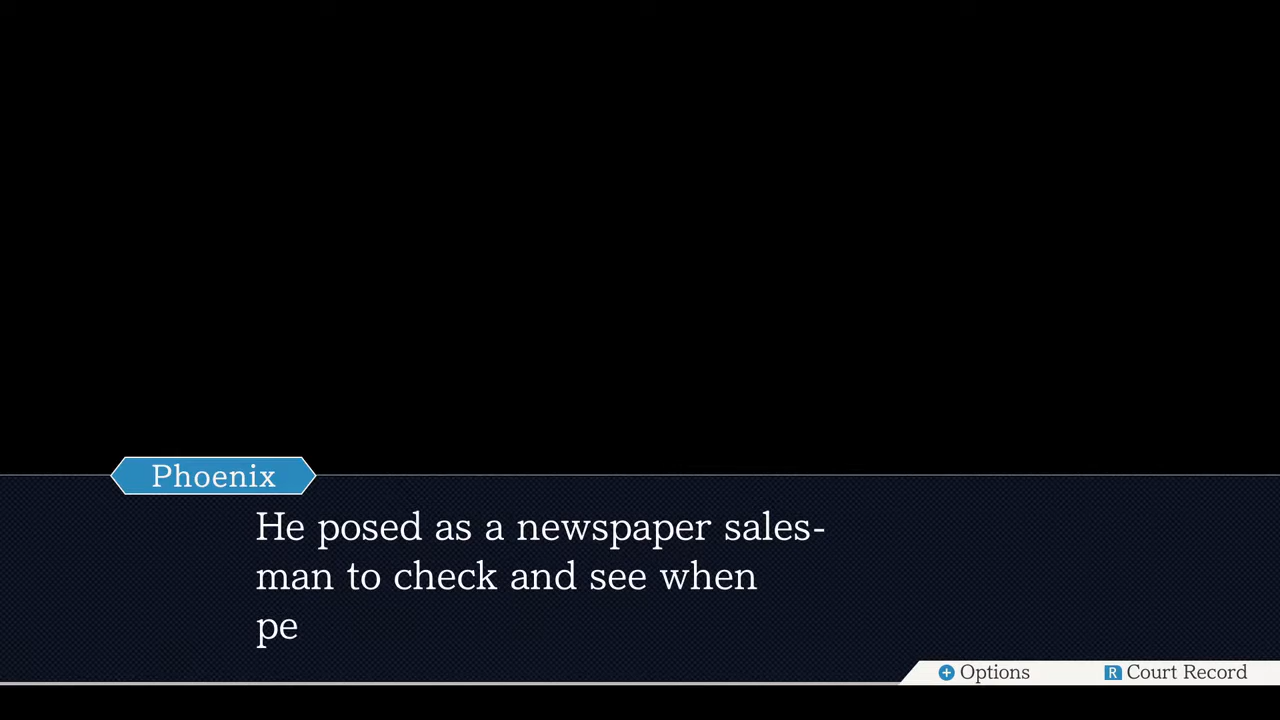 Phoenix
He posed as a newspaper sales-
man to check and see when
pe
+ Options R Court Record